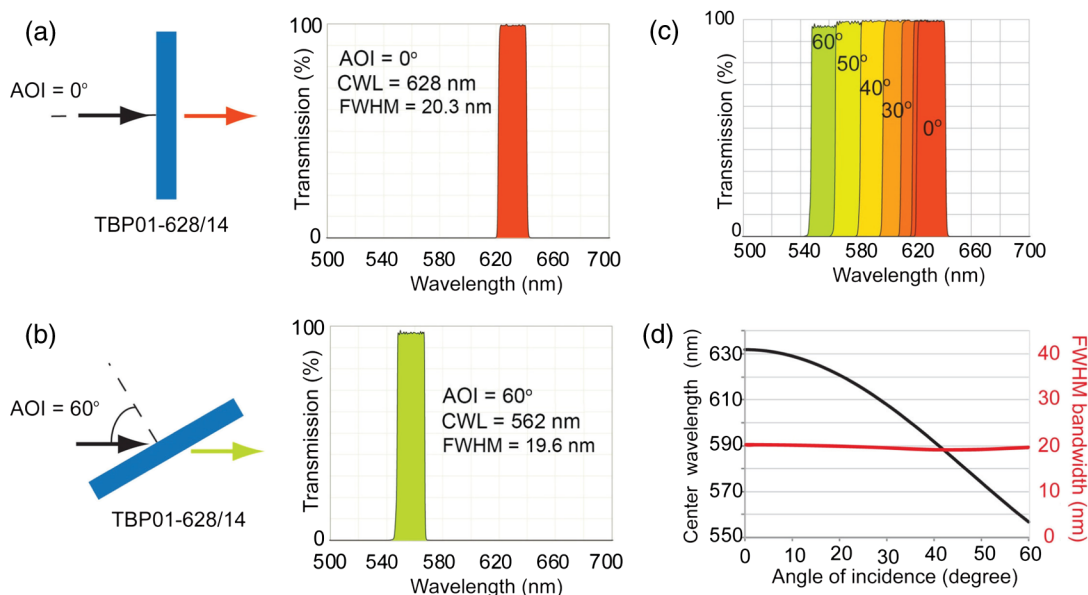 (a)
AOI = 0°
TBP01-628/14
Transmission (%)
100
0
AOI = 0°
CWL = 628 nm
FWHM = 20.3 nm
500 540 580 620 660 700
Wavelength (nm)
(c)
Transmission (%)
100
0
60°
50°
40°
30°
0°
500 540 580 620 660 700
Wavelength (nm)
(b)
AOI = 60°
TBP01-628/14
Transmission (%)
100
0
AOI = 60°
CWL = 562 nm
FWHM = 19.6 nm
500 540 580 620 660 700
Wavelength (nm)
(d)
Center wavelength (nm)
630
610
590
570
550
40
30
20
10
0
FWHM bandwidth (nm)
0 10 20 30 40 50 60
Angle of incidence (degree)